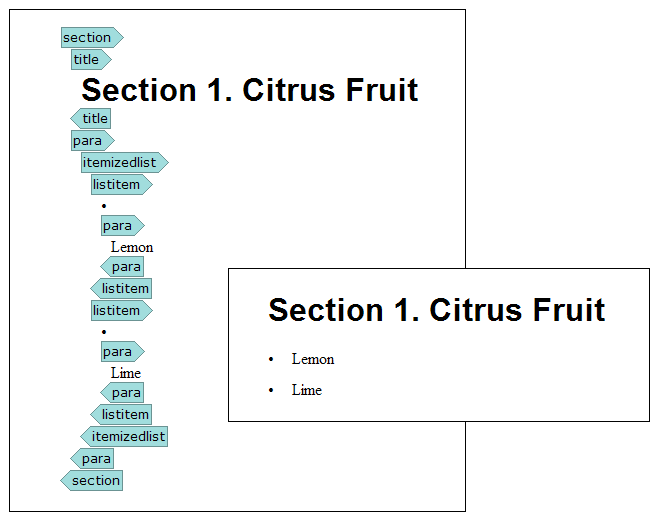 section
title
Section 1. Citrus Fruit
title
para
itemizedlist
listitem
•
para
Lemon
para
listitem
listitem
•
para
Lime
para
listitem
itemizedlist
para
section
Section 1. Citrus Fruit
• Lemon
• Lime